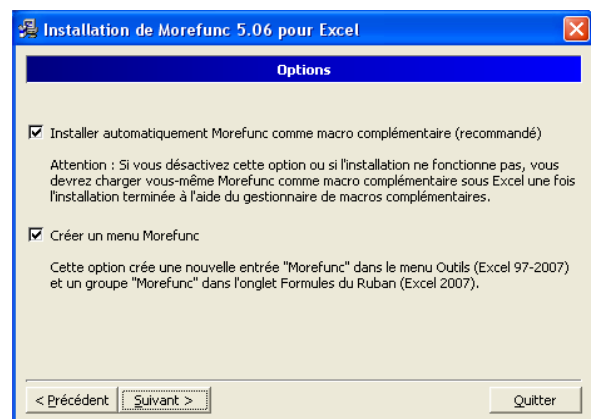 Installation de Morefunc 5.06 pour Excel
Options
Installer automatiquement Morefunc comme macro complémentaire (recommandé)
Attention : Si vous désactivez cette option ou si l'installation ne fonctionne pas, vous
devrez charger vous-même Morefunc comme macro complémentaire sous Excel une fois
l'installation terminée à l'aide du gestionnaire de macros complémentaires.
Créer un menu Morefunc
Cette option crée une nouvelle entrée "Morefunc" dans le menu Outils (Excel 97-2007)
et un groupe "Morefunc" dans l'onglet Formules du Ruban (Excel 2007).
< Précédent Suivant > Quitter